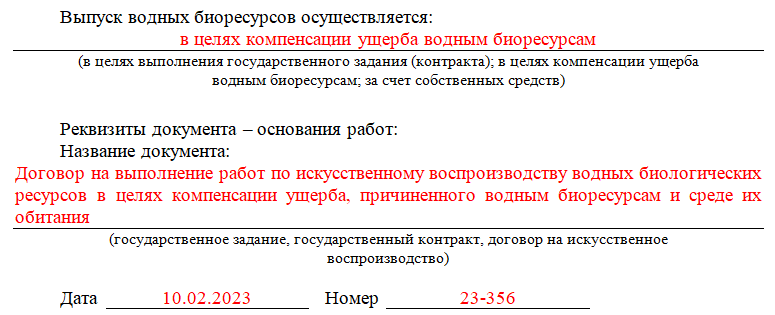 Выпуск водных биоресурсов осуществляется:
в целях компенсации ущерба водным биоресурсам
(в целях выполнения государственного задания (контракта); в целях компенсации ущерба
водным биоресурсам; за счет собственных средств)
Реквизиты документа – основания работ:
Название документа:
Договор на выполнение работ по искусственному воспроизводству водных биологических
ресурсов в целях компенсации ущерба, причиненного водным биоресурсам и среде их
обитания
(государственное задание, государственный контракт, договор на искусственное
воспроизводство)
Дата 10.02.2023 Номер 23-356